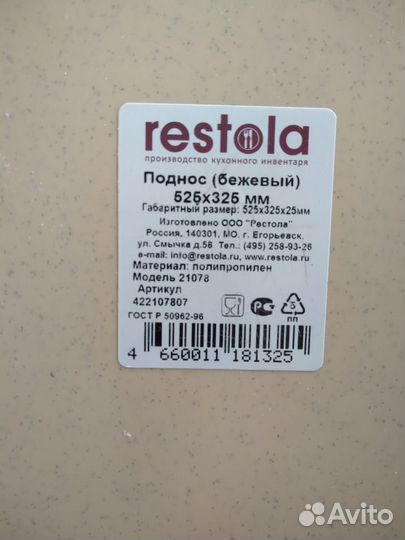 restola
производство кухонного инвентаря
Поднос (бежевый)
525х325 мм
Габаритный размер: 525х325х25мм
Изготовлено ООО "Рестола"
Россия, 140301, МО. г. Егорьевск,
ул. Смычка д.58 Тел.: (495) 258-93-26
e-mail: info@restola.ru, www.restola.ru
Материал: полипропилен
Модель 21078
Артикул
422107807
ГОСТ Р 50962-96
5
пп
4 660011 181325
Avito